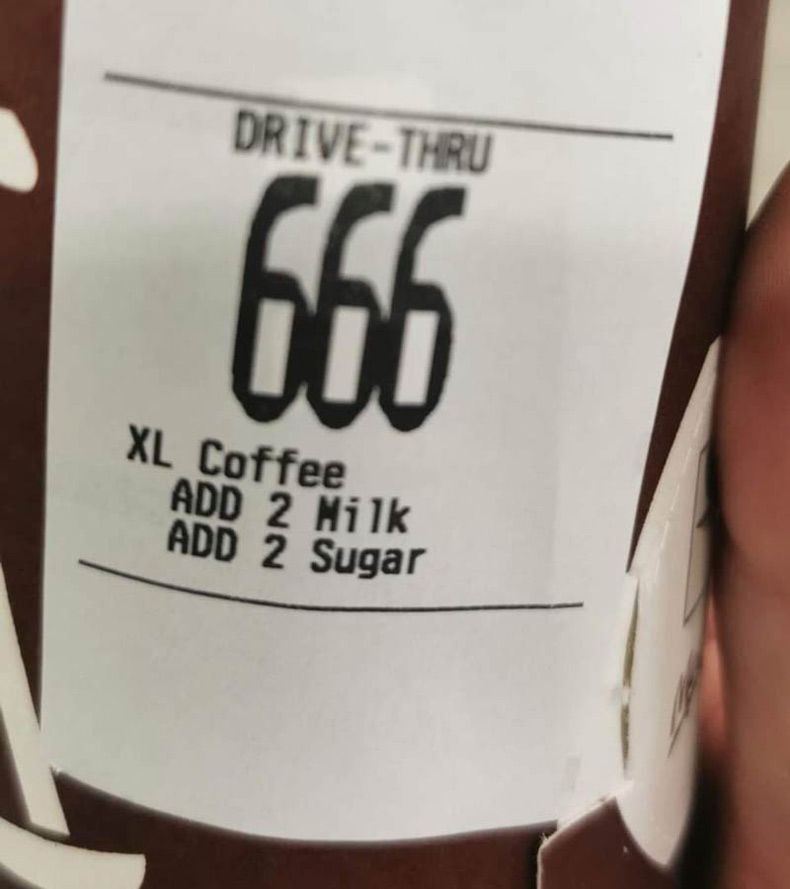 DRIVE-THRU
666
XL Coffee
ADD 2 Milk
ADD 2 Sugar